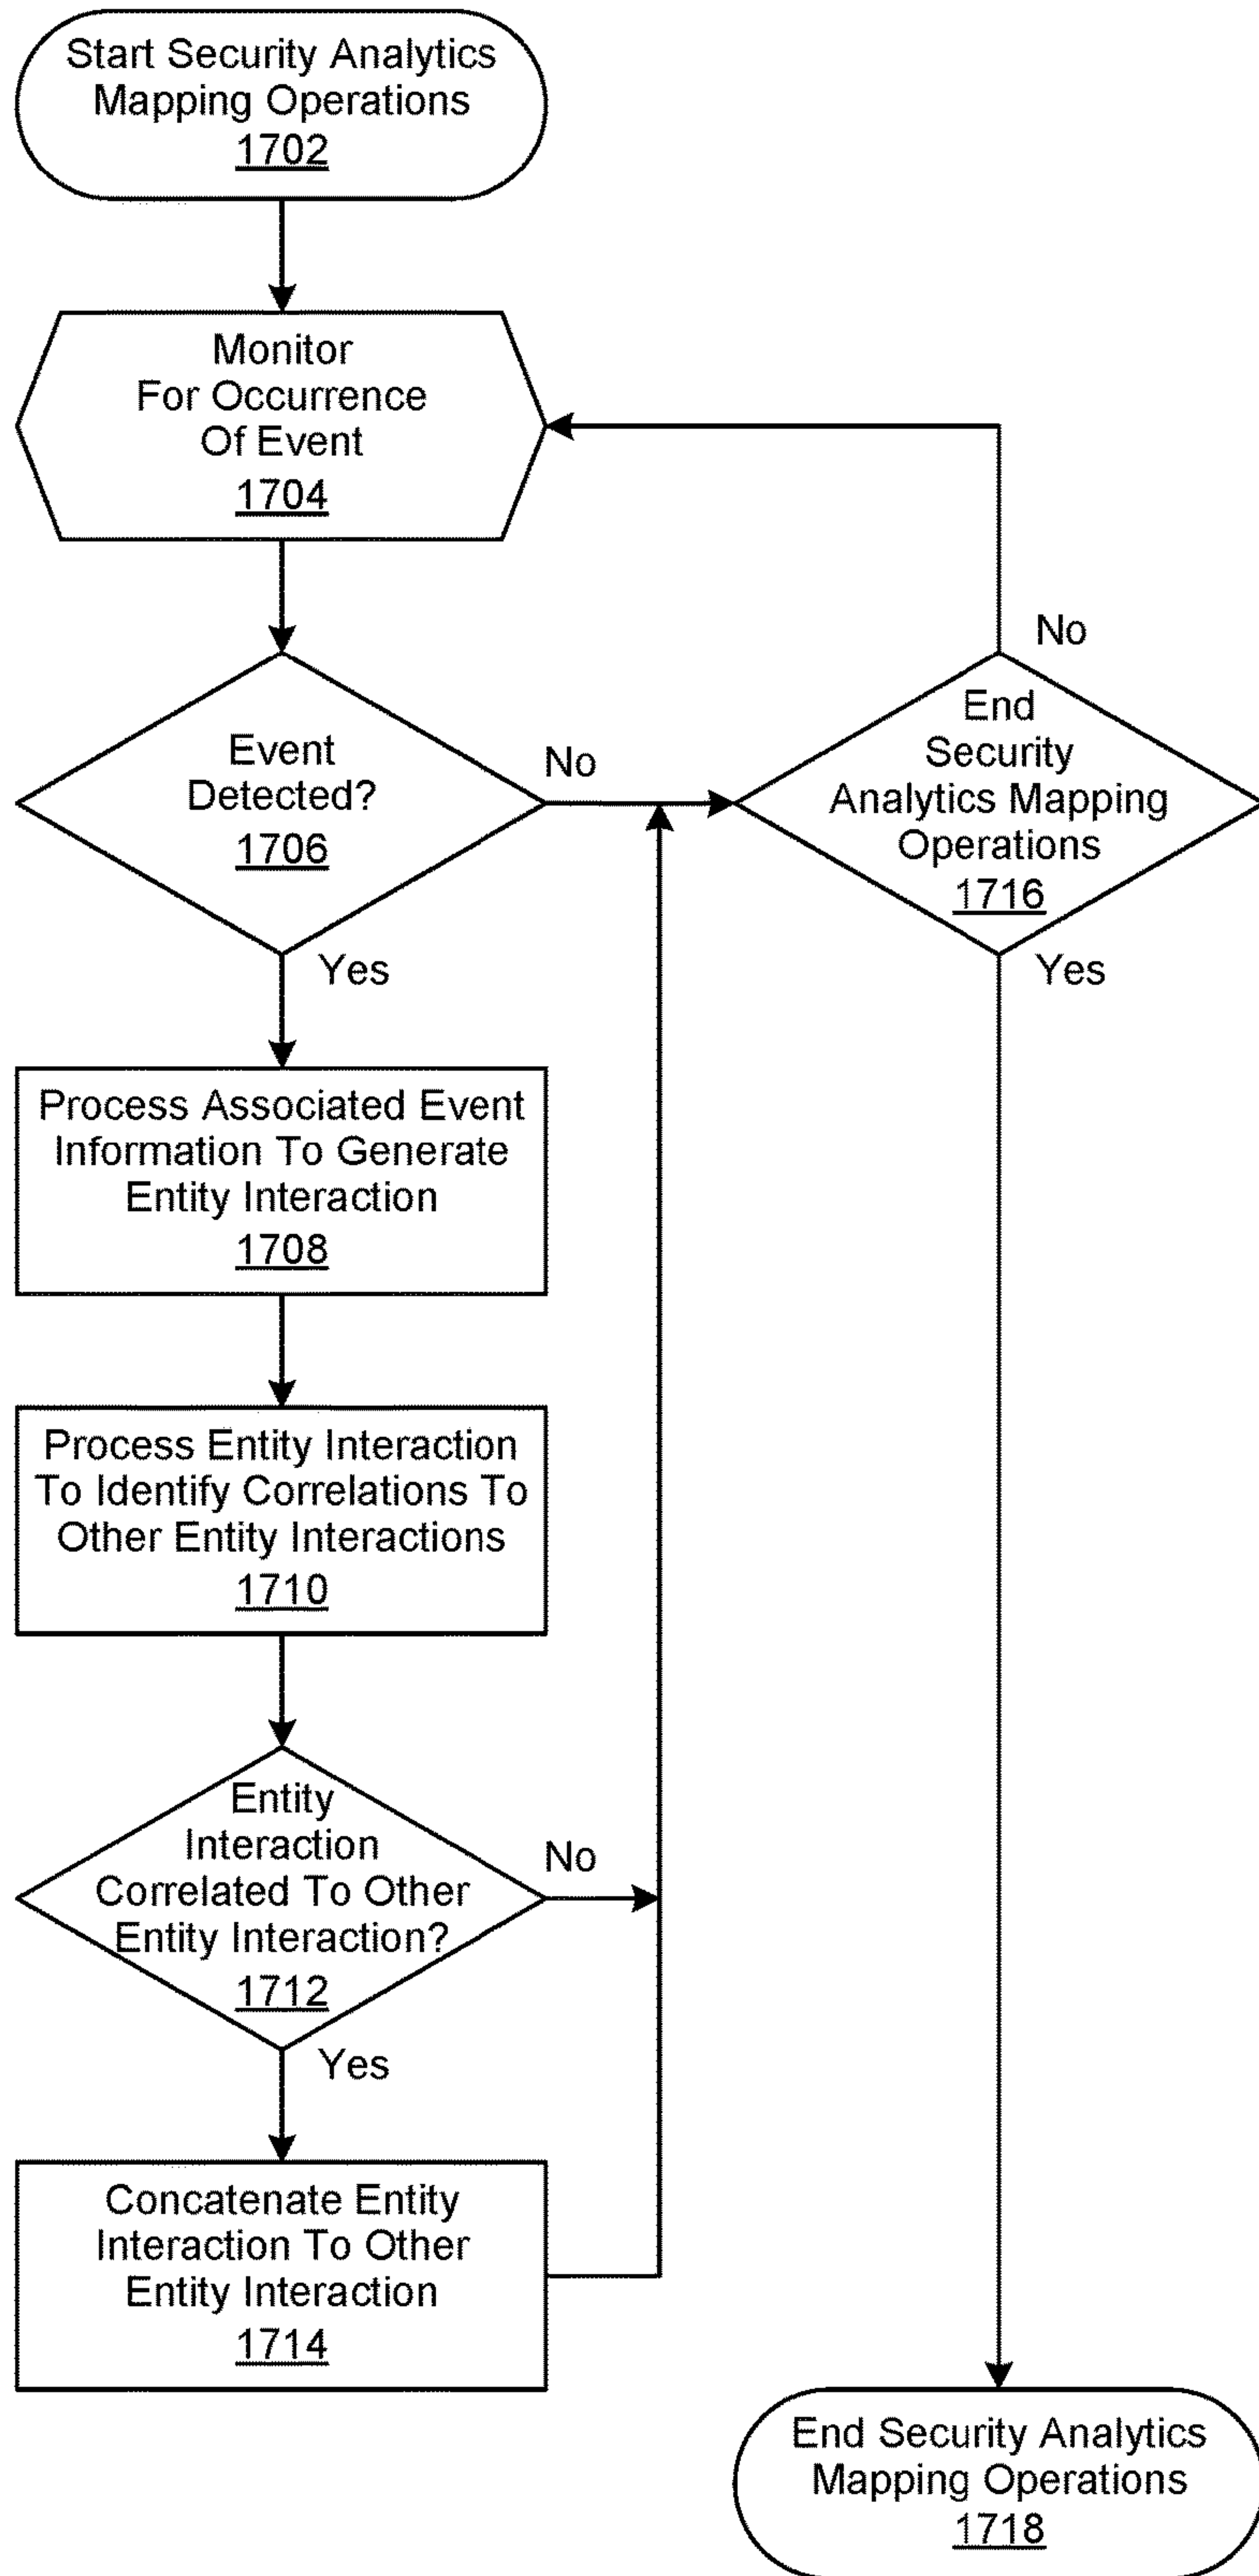 Start Security Analytics
Mapping Operations
1702
Monitor
For Occurrence
Of Event
1704
Event
Detected?
1706
No
Yes
End
Security
Analytics Mapping
Operations
1716
No
Yes
Process Associated Event
Information To Generate
Entity Interaction
1708
Process Entity Interaction
To Identify Correlations To
Other Entity Interactions
1710
Entity
Interaction
Correlated To Other
Entity Interaction?
1712
No
Yes
Concatenate Entity
Interaction To Other
Entity Interaction
1714
End Security Analytics
Mapping Operations
1718